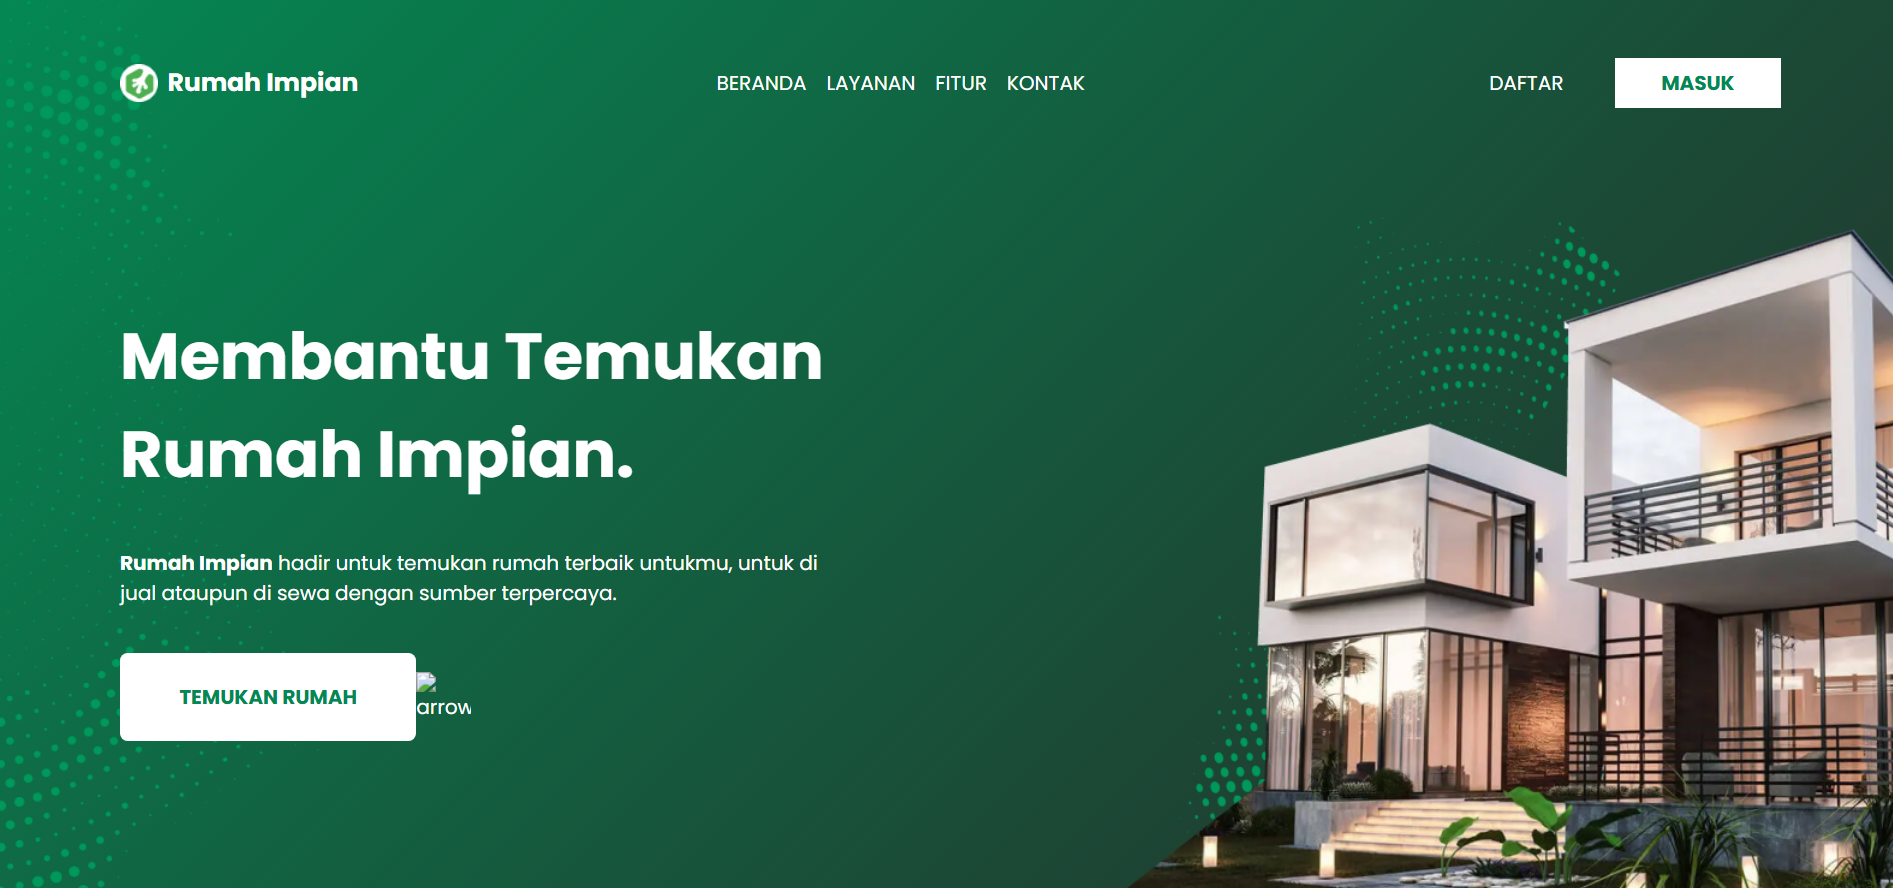 Rumah Impian
BERANDA LAYANAN FITUR KONTAK
DAFTAR
MASUK
Membantu Temukan
Rumah Impian.
Rumah Impian hadir untuk temukan rumah terbaik untukmu, untuk di
jual ataupun di sewa dengan sumber terpercaya.
TEMUKAN RUMAH
arrow